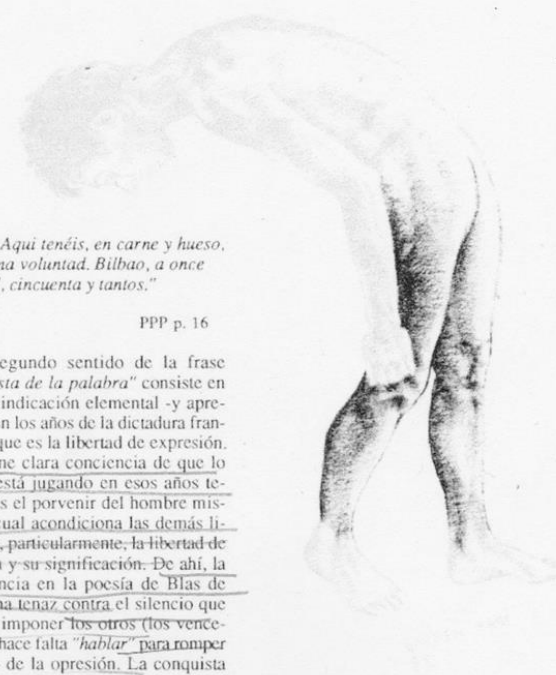 Aqui tenéis, en carne y hueso,
na voluntad. Bilbao, a once
, cincuenta y tantos."
PPP p. 16
egundo sentido de la frase
sta de la palabra" consiste en
indicación elemental -y apre-
n los años de la dictadura fran-
que es la libertad de expresión.
ne clara conciencia de que lo
está jugando en esos años te-
s el porvenir del hombre mis-
ual acondiciona las demás li-
, particularmente, la libertad de
y su significación. De ahí, la
ncia en la poesía de Blas de
na tenaz contra el silencio que
imponer los otros (los vence-
hace falta "hablar" para romper
de la opresión. La conquista